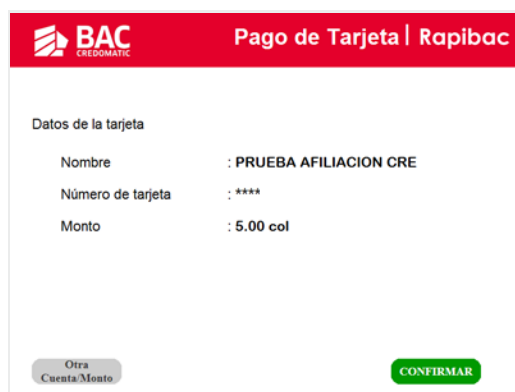 BAC
CREDOMATIC
Pago de Tarjeta | Rapibac
Datos de la tarjeta
Nombre : PRUEBA AFILIACION CRE
Número de tarjeta : ****
Monto : 5.00 col
Otra
Cuenta/Monto
CONFIRMAR